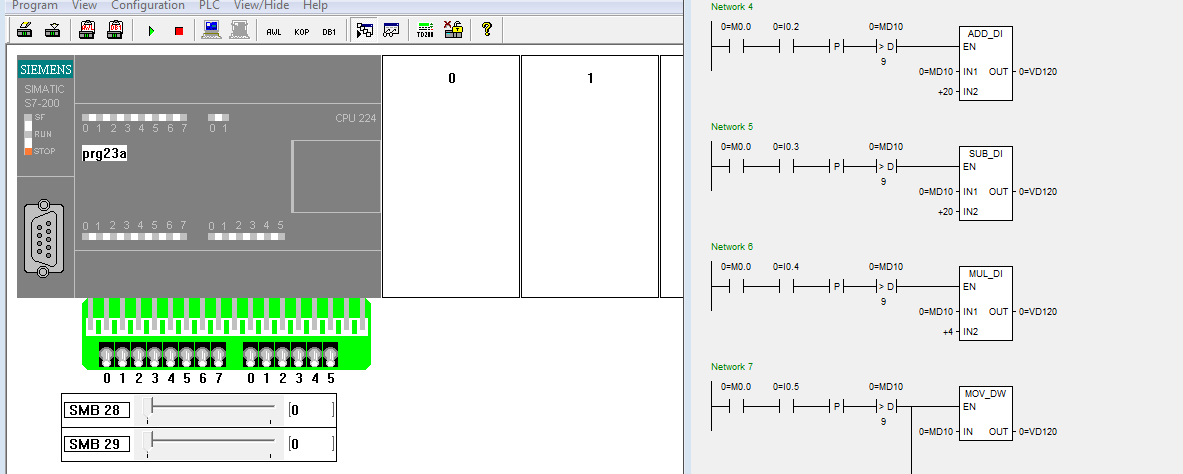 Program View Configuration PLC View/Hide Help
AWL KOP DB1 TD200 ?
SIEMENS
SIMATIC
S7-200
SF
RUN
STOP
0 1 2 3 4 5 6 7 0 1
CPU 224
prg23a
0 1 2 3 4 5 6 7 0 1 2 3 4 5
0 1
0 1 2 3 4 5 6 7 0 1 2 3 4 5
SMB 28 [0 ]
SMB 29 [0 ]
Network 4
0=M0.0 0=I0.2 0=MD10
ADD_DI
P > D EN
9
0=MD10 IN1 OUT 0=VD120
+20 IN2
Network 5
0=M0.0 0=I0.3 0=MD10
SUB_DI
P > D EN
9
0=MD10 IN1 OUT 0=VD120
+20 IN2
Network 6
0=M0.0 0=I0.4 0=MD10
MUL_DI
P > D EN
9
0=MD10 IN1 OUT 0=VD120
+4 IN2
Network 7
0=M0.0 0=I0.5 0=MD10
MOV_DW
P > D EN
9
0=MD10 IN OUT 0=VD120